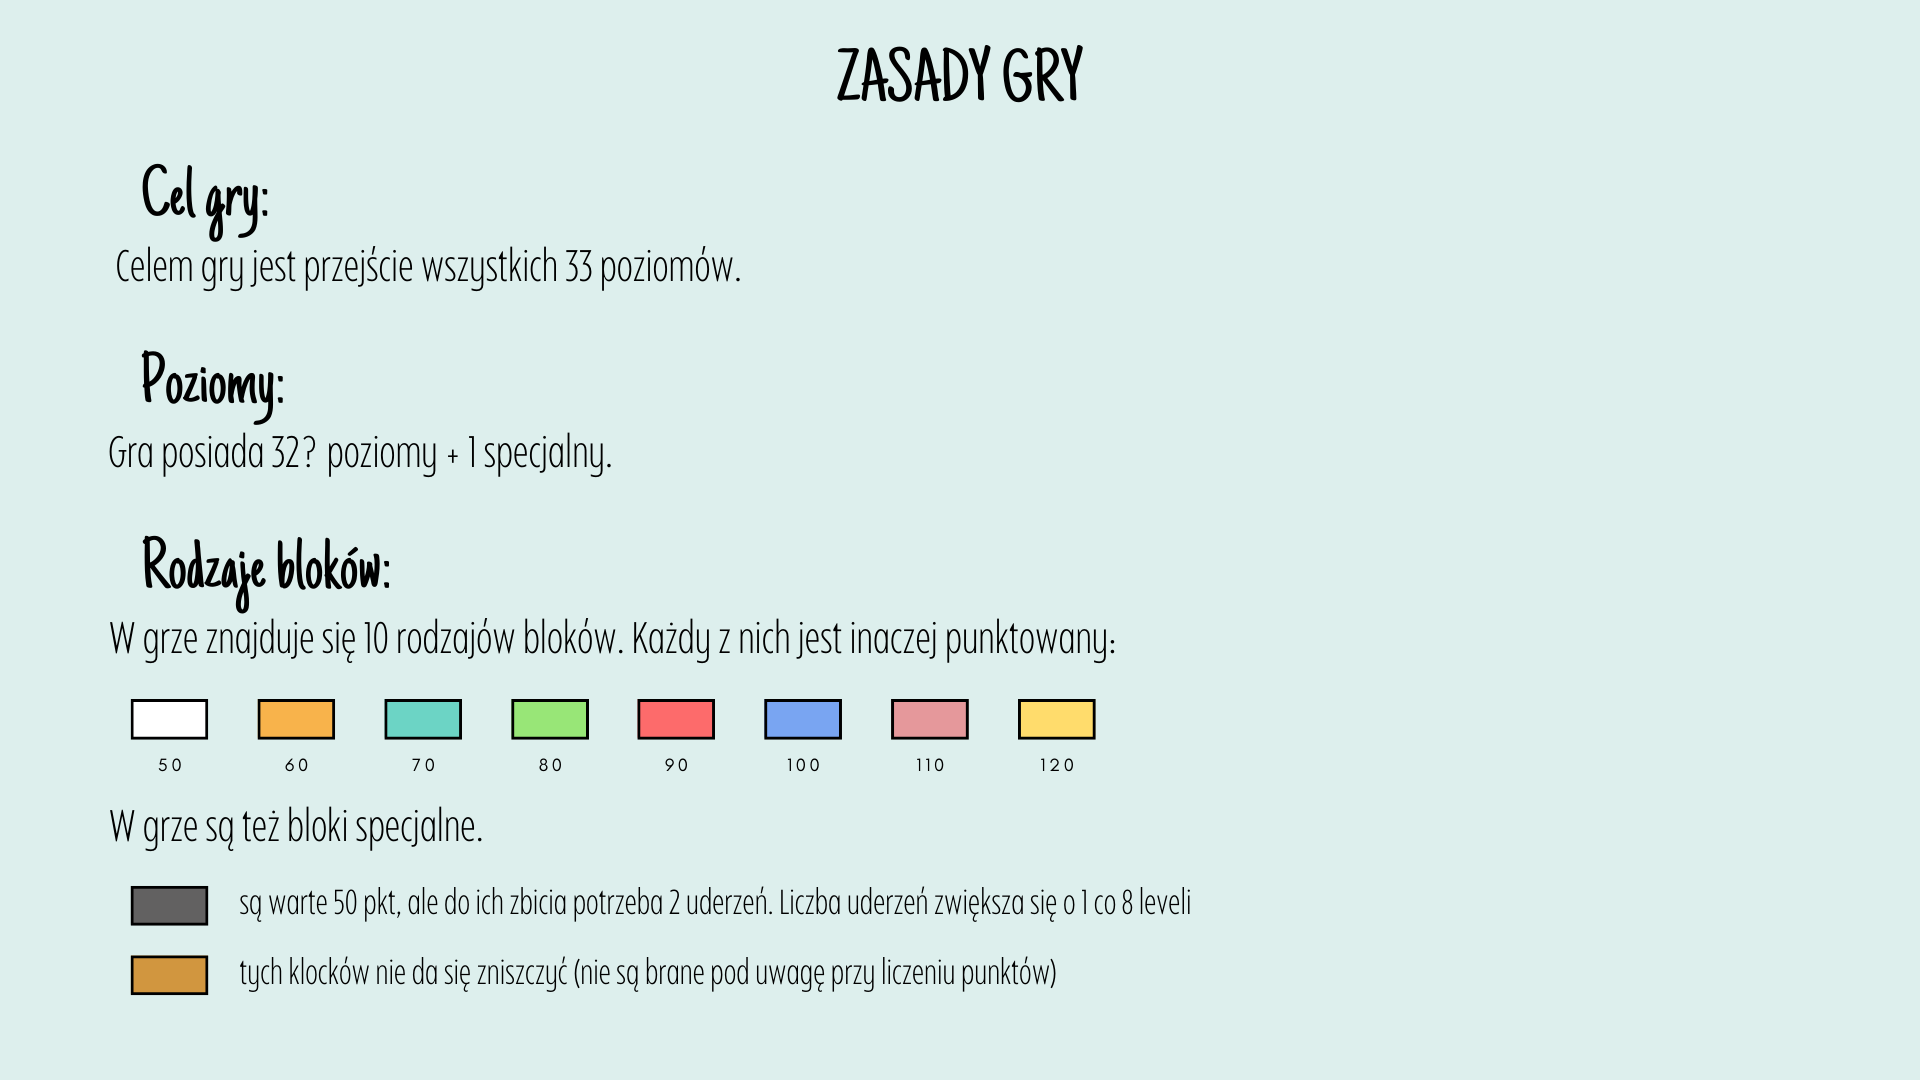 ZASADY GRY
Cel gry:
Celem gry jest przejście wszystkich 33 poziomów.
Poziomy:
Gra posiada 32? poziomy + 1 specjalny.
Rodzaje bloków:
W grze znajduje się 10 rodzajów bloków. Każdy z nich jest inaczej punktowany:
50 60 70 80 90 100 110 120
W grze są też bloki specjalne.
są warte 50 pkt, ale do ich zbicia potrzeba 2 uderzeń. Liczba uderzeń zwiększa się o 1 co 8 leveli
tych klocków nie da się zniszczyć (nie są brane pod uwagę przy liczeniu punktów)